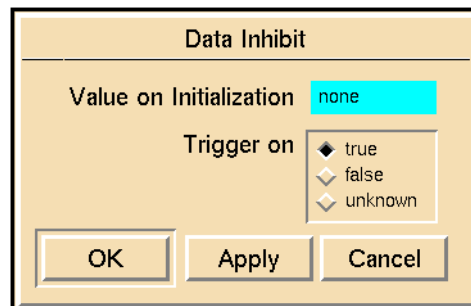 Data Inhibit
Value on Initialization none
Trigger on
true
false
unknown
OK Apply Cancel